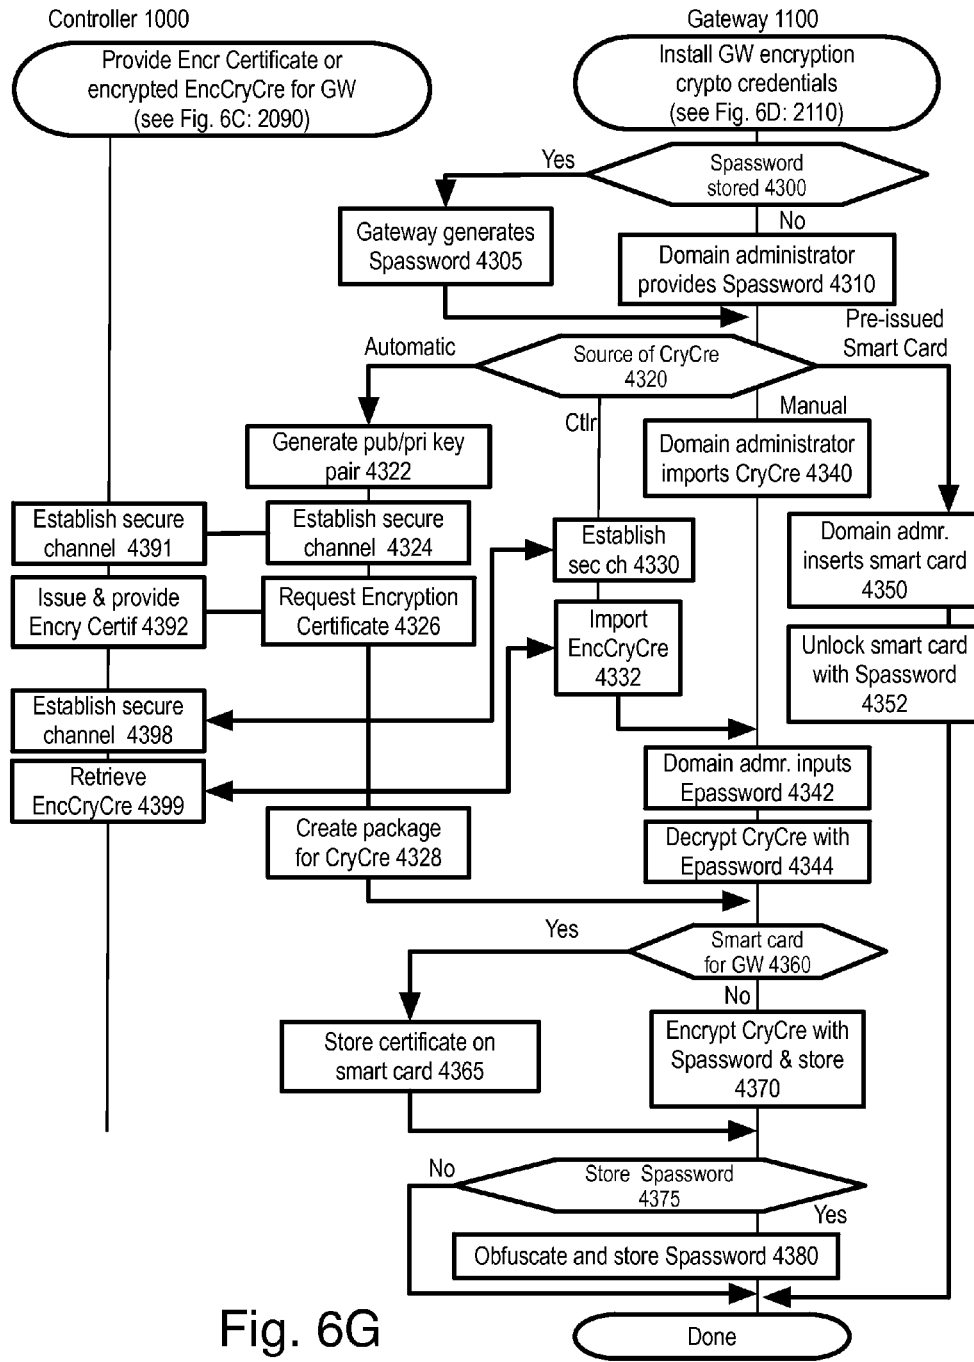 Controller 1000
Gateway 1100
Provide Encr Certificate or
encrypted EncCryCre for GW
(see Fig. 6C: 2090)
Install GW encryption
crypto credentials
(see Fig. 6D: 2110)
Yes
Spassword
stored 4300
No
Gateway generates
Spassword 4305
Domain administrator
provides Spassword 4310
Pre-issued
Smart Card
Automatic
Source of CryCre
4320
Ctlr
Manual
Generate pub/pri key
pair 4322
Domain administrator
imports CryCre 4340
Establish secure
channel 4391
Establish secure
channel 4324
Establish
sec ch 4330
Domain admr.
inserts smart card
4350
Issue & provide
Encry Certif 4392
Request Encryption
Certificate 4326
Import
EncCryCre
4332
Unlock smart card
with Spassword
4352
Establish secure
channel 4398
Retrieve
EncCryCre 4399
Domain admr. inputs
Epassword 4342
Create package
for CryCre 4328
Decrypt CryCre with
Epassword 4344
Yes
Smart card
for GW 4360
No
Store certificate on
smart card 4365
Encrypt CryCre with
Spassword & store
4370
No
Store Spassword
4375
Yes
Obfuscate and store Spassword 4380
Done
Fig. 6G